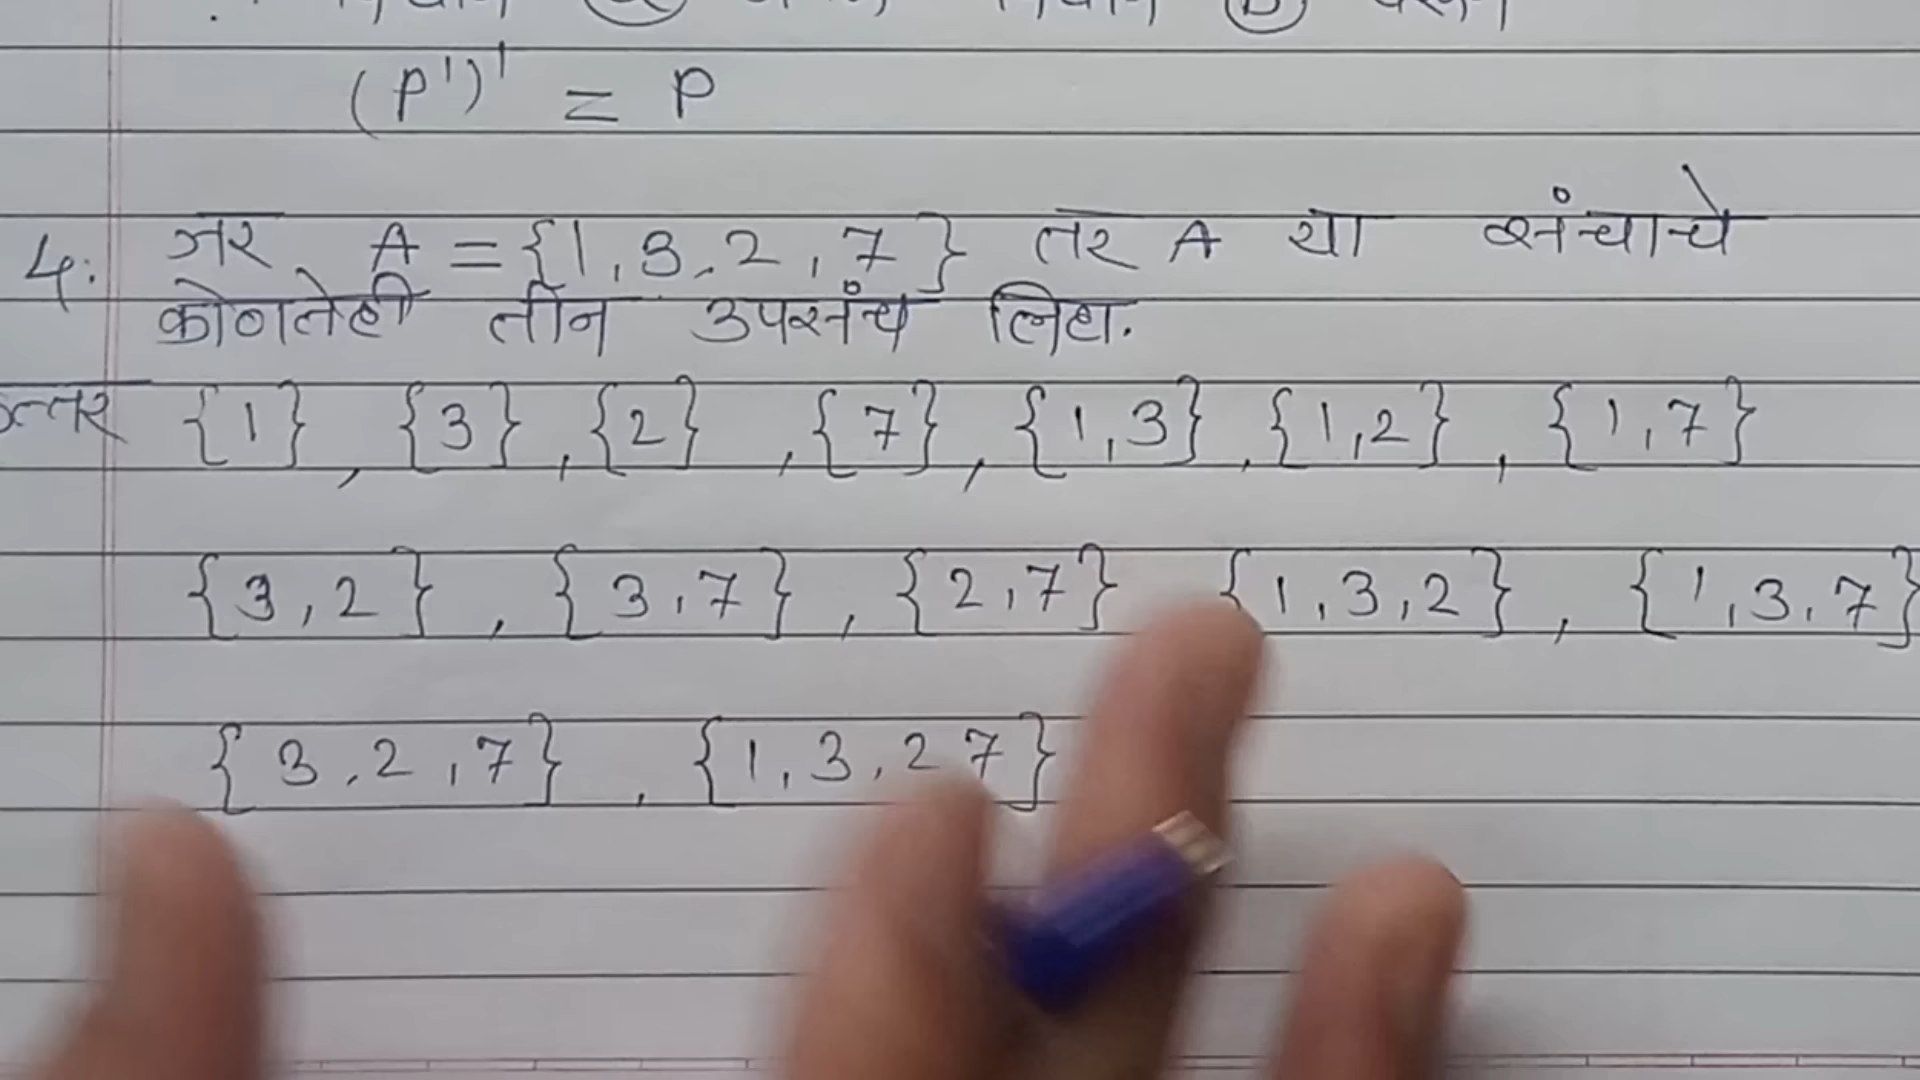 (P')' = P
4. जर A = {1, 3, 2, 7} तर A या संचाचे
कोणतेही तीन उपसंच लिहा.
उत्तर {1}, {3}, {2}, {7}, {1,3}, {1,2}, {1,7}
{3,2}, {3,7}, {2,7} {1,3,2}, {1,3,7}
{3,2,7}, {1,3,2 7}